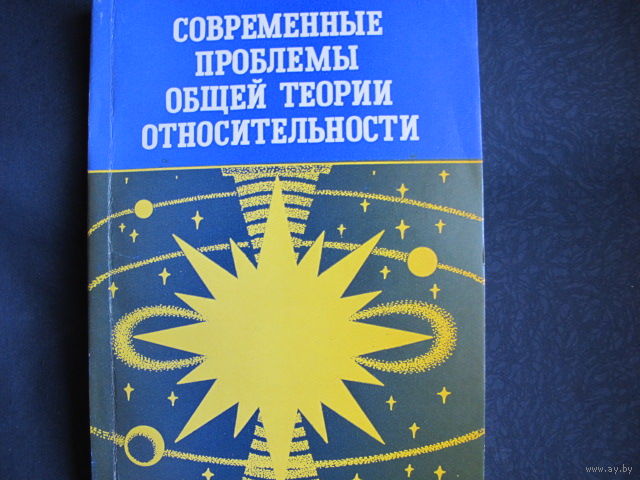 СОВРЕМЕННЫЕ
ПРОБЛЕМЫ
ОБЩЕЙ ТЕОРИИ
ОТНОСИТЕЛЬНОСТИ
www.ay.by